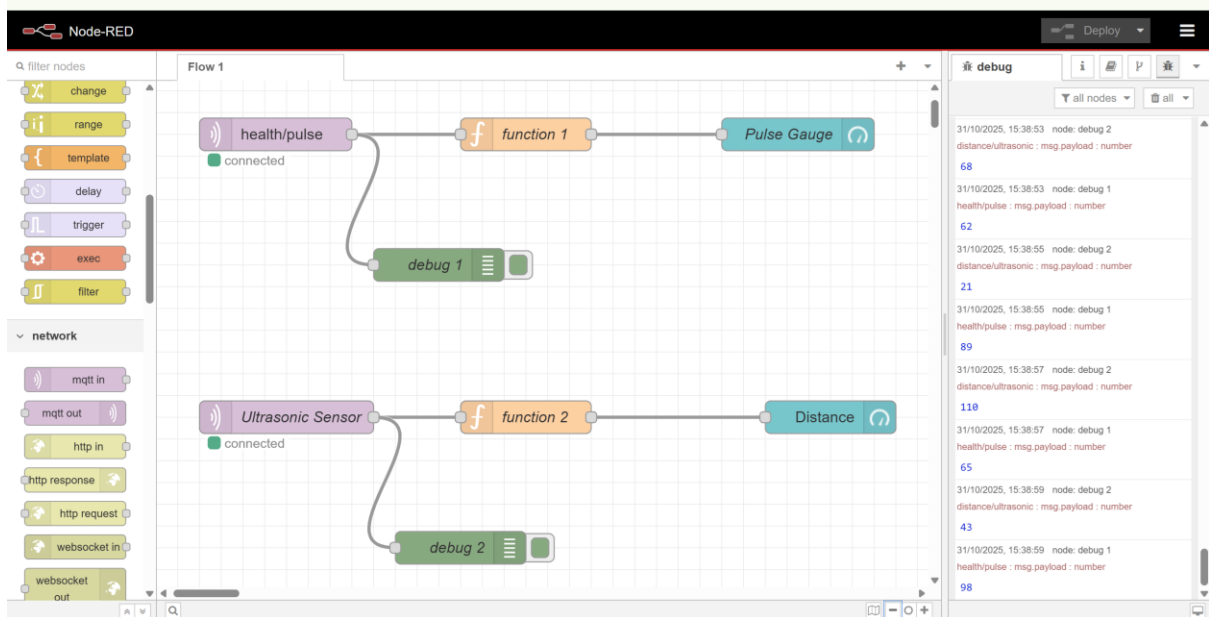 Node-RED
Deploy
filter nodes
change
range
template
delay
trigger
exec
filter
network
mqtt in
mqtt out
http in
http response
http request
websocket in
websocket
out
Flow 1
health/pulse
connected
function 1
Pulse Gauge
debug 1
Ultrasonic Sensor
connected
function 2
Distance
debug 2
debug
i
all nodes
all
31/10/2025, 15:38:53 node: debug 2
distance/ultrasonic : msg.payload : number
68
31/10/2025, 15:38:53 node: debug 1
health/pulse : msg.payload : number
62
31/10/2025, 15:38:55 node: debug 2
distance/ultrasonic : msg.payload : number
21
31/10/2025, 15:38:55 node: debug 1
health/pulse : msg.payload : number
89
31/10/2025, 15:38:57 node: debug 2
distance/ultrasonic : msg.payload : number
110
31/10/2025, 15:38:57 node: debug 1
health/pulse : msg.payload : number
65
31/10/2025, 15:38:59 node: debug 2
distance/ultrasonic : msg.payload : number
43
31/10/2025, 15:38:59 node: debug 1
health/pulse : msg.payload : number
98